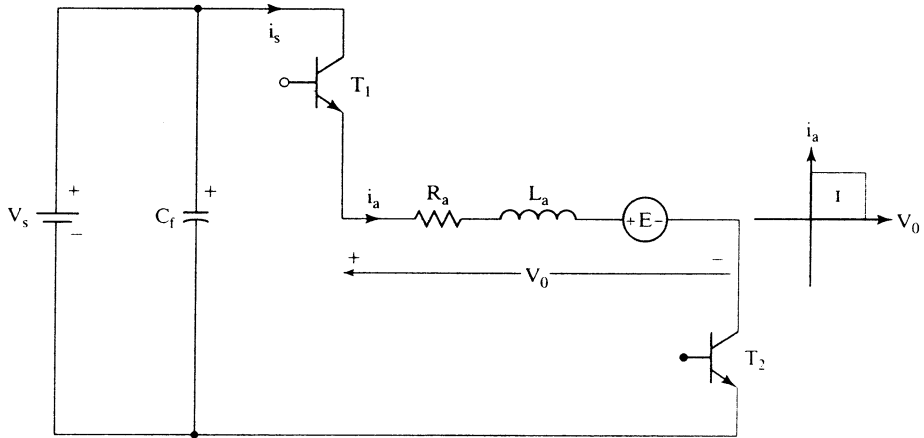 i_s
T_1
i_a
V_s
+
−
C_f
+
i_a
R_a
L_a
+ E −
I
V_0
+
−
V_0
T_2